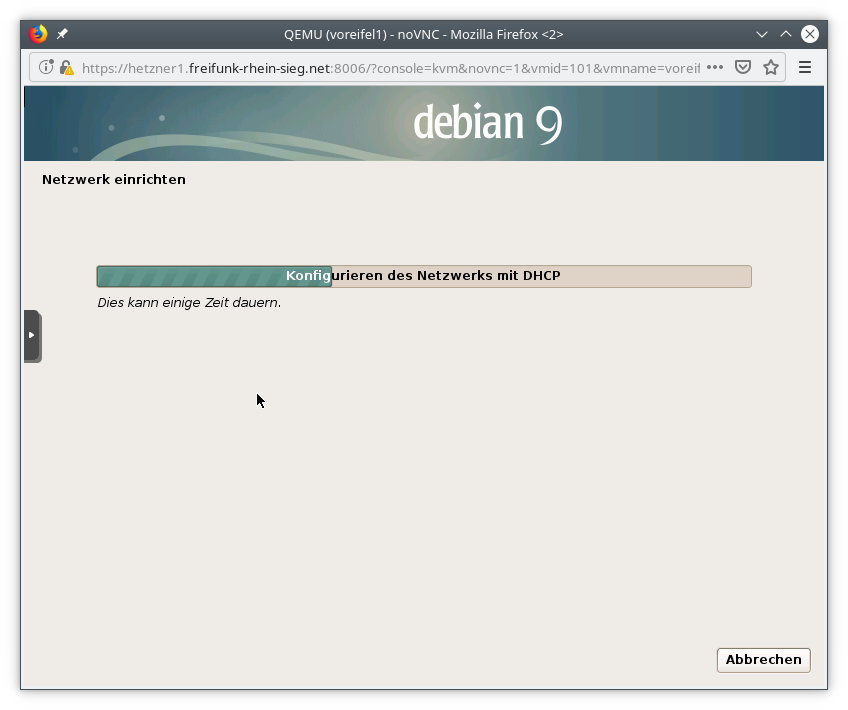 QEMU (voreifel1) - noVNC - Mozilla Firefox <2>
https://hetzner1.freifunk-rhein-sieg.net:8006/?console=kvm&novnc=1&vmid=101&vmname=voreif
debian 9
Netzwerk einrichten
Konfigurieren des Netzwerks mit DHCP
Dies kann einige Zeit dauern.
Abbrechen